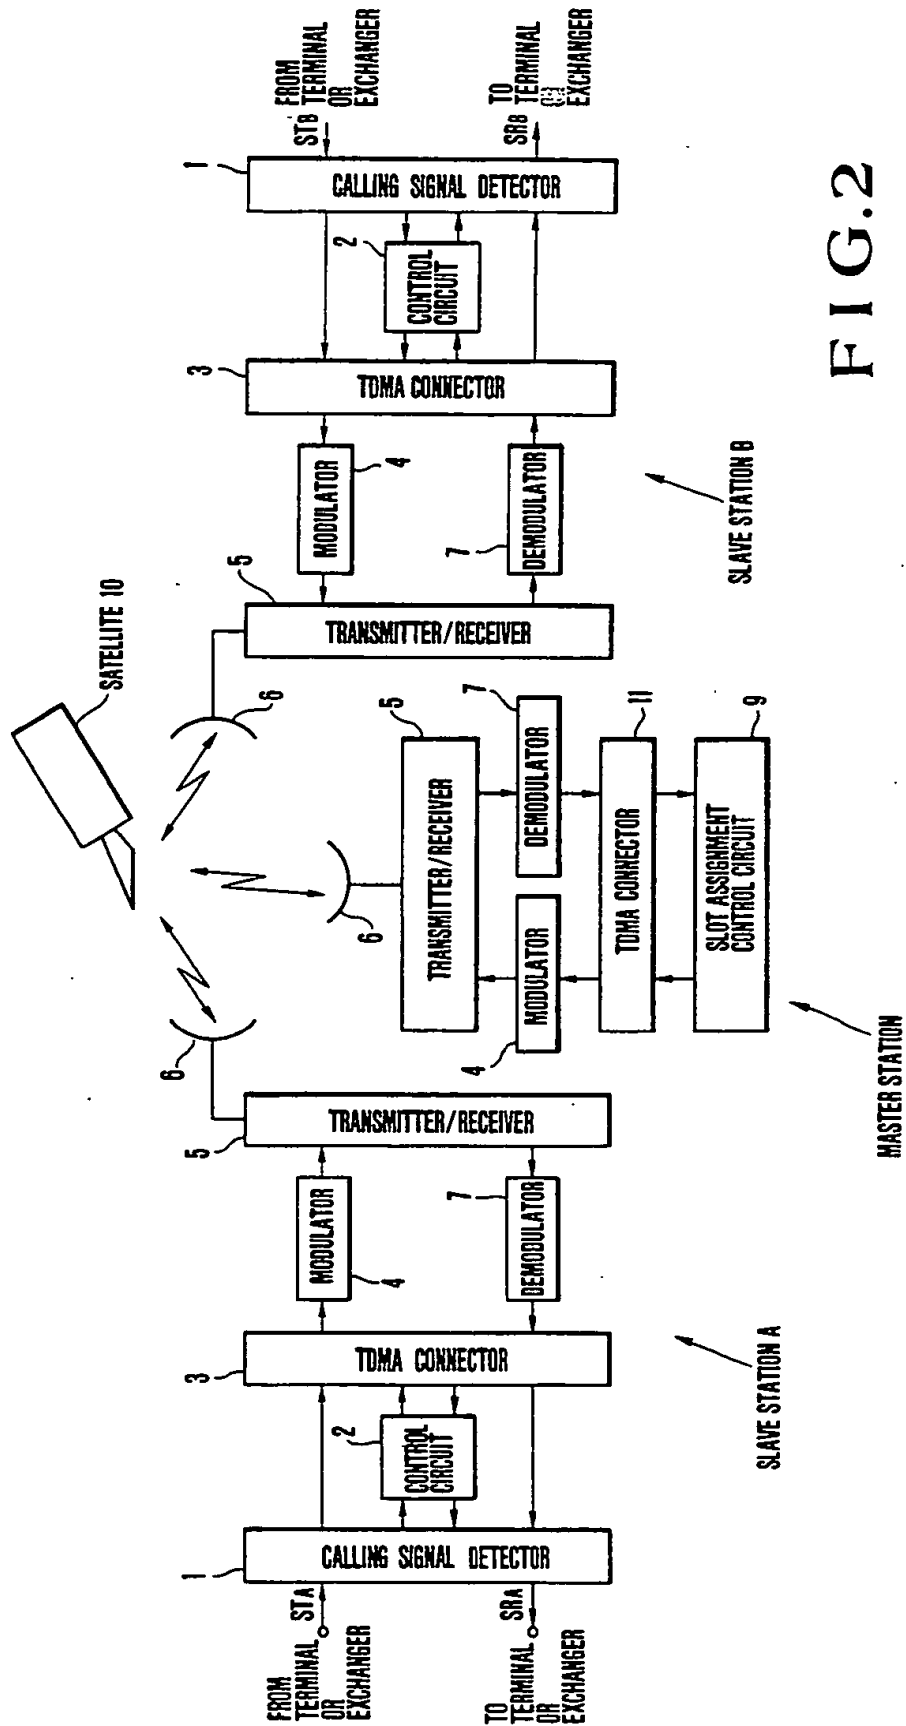 SATELLITE 10
6
6
6
FROM
TERMINAL
OR
EXCHANGER
STA
1
CALLING SIGNAL DETECTOR
2
CONTROL
CIRCUIT
3
TDMA CONNECTOR
MODULATOR
4
7
DEMODULATOR
5
TRANSMITTER/RECEIVER
TO
TERMINAL
OR
EXCHANGER
SRA
SLAVE STATION A
5
TRANSMITTER/RECEIVER
4
MODULATOR
7
DEMODULATOR
11
TDMA CONNECTOR
9
SLOT ASSIGNMENT
CONTROL CIRCUIT
MASTER STATION
5
TRANSMITTER/RECEIVER
MODULATOR
4
7
DEMODULATOR
3
TDMA CONNECTOR
2
CONTROL
CIRCUIT
1
CALLING SIGNAL DETECTOR
STB
FROM
TERMINAL
OR
EXCHANGER
SRB
TO
TERMINAL
OR
EXCHANGER
SLAVE STATION B
FIG.2